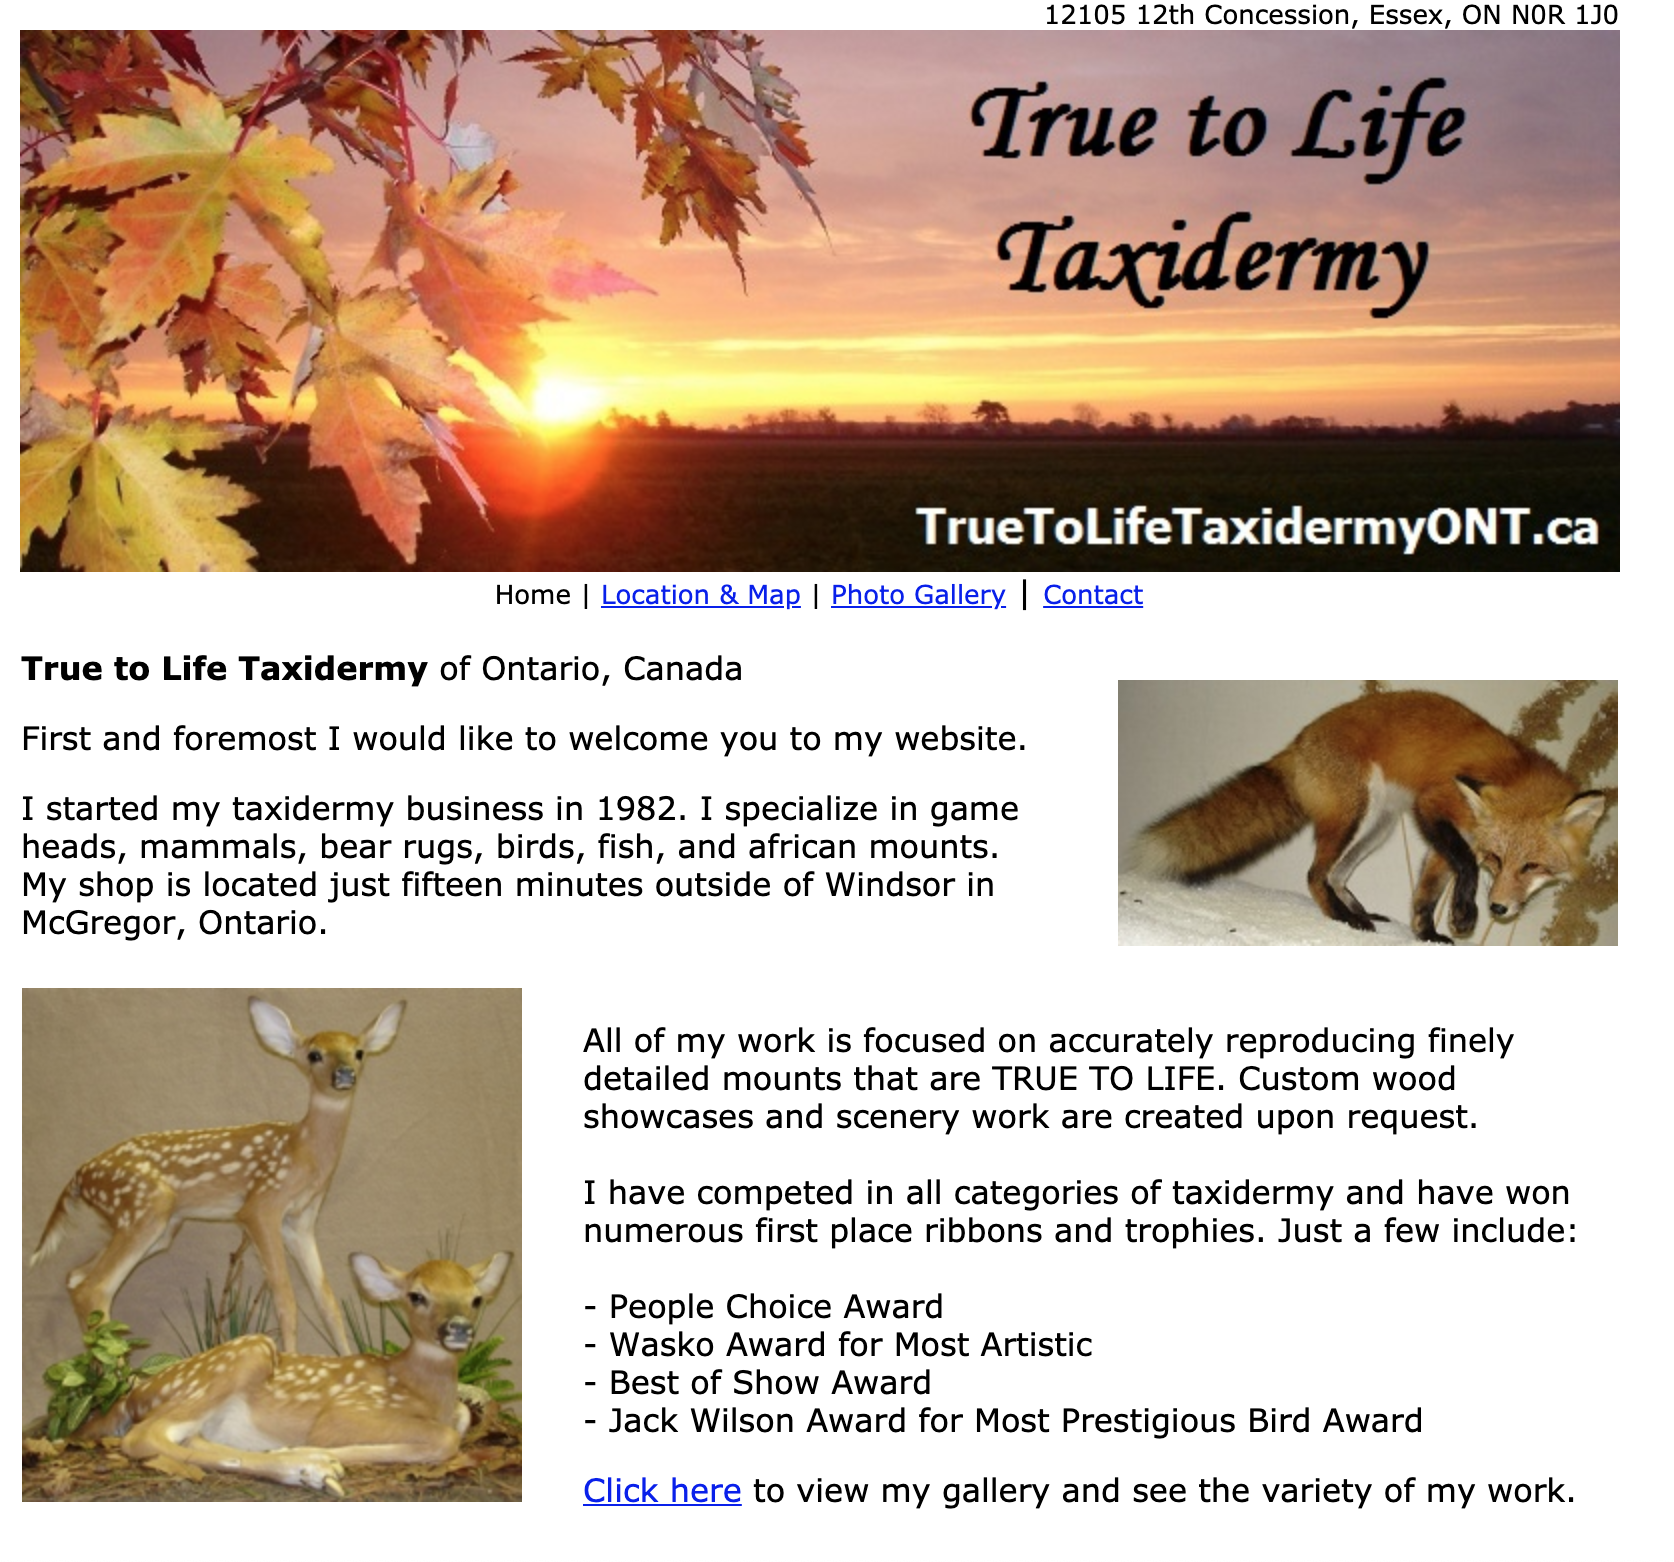 12105 12th Concession, Essex, ON N0R 1J0
True to Life
Taxidermy
TrueToLifeTaxidermyONT.ca
Home | Location & Map | Photo Gallery | Contact
True to Life Taxidermy of Ontario, Canada
First and foremost I would like to welcome you to my website.
I started my taxidermy business in 1982. I specialize in game
heads, mammals, bear rugs, birds, fish, and african mounts.
My shop is located just fifteen minutes outside of Windsor in
McGregor, Ontario.
All of my work is focused on accurately reproducing finely
detailed mounts that are TRUE TO LIFE. Custom wood
showcases and scenery work are created upon request.
I have competed in all categories of taxidermy and have won
numerous first place ribbons and trophies. Just a few include:
- People Choice Award
- Wasko Award for Most Artistic
- Best of Show Award
- Jack Wilson Award for Most Prestigious Bird Award
Click here to view my gallery and see the variety of my work.